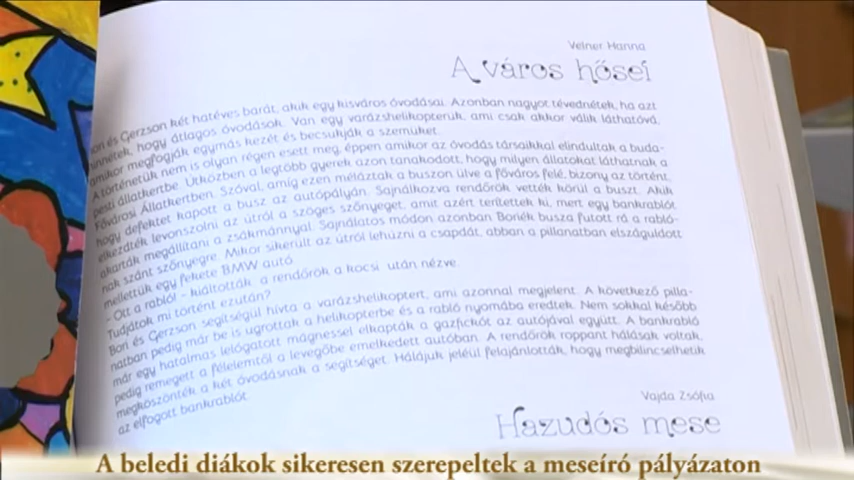 Velner Hanna
A város hősei
ori és Gerzson két hatéves barát, akik egy kisváros óvodásai. Azonban nagyot tévednétek, ha azt
hinnétek, hogy átlagos óvodások. Van egy varázshelikopterük, ami csak akkor válik láthatóvá,
amikor megfogják egymás kezét és becsukják a szemüket.
A történetük nem is olyan régen esett meg, éppen amikor az óvodás társaikkal elindultak a buda-
pesti állatkertbe. Útközben a legtöbb gyerek azon tanakodott, hogy milyen állatokat láthatnak a
Fővárosi Állatkertben. Szóval, amíg ezen méláztak a buszon ülve a főváros felé, bizony az történt,
hogy defektet kapott a busz az autópályán. Sajnálkozva rendőrök vették körül a buszt. Akik
elkezdték levonszolni az útról a szöges szőnyeget, amit azért terítettek ki, mert egy bankrablót
akartak megállítani a zsákmánnyal. Sajnálatos módon azonban Boriék busza futott rá a rabló-
nak szánt szőnyegre. Mikor sikerült az útról lehúzni a csapdát, abban a pillanatban elszáguldott
mellettük egy fekete BMW autó.
- Ott a rabló! - kiáltották a rendőrök a kocsi után nézve.
Tudjátok mi történt ezután?
Bori és Gerzson segítségül hívta a varázshelikoptert, ami azonnal megjelent. A következő pilla-
natban pedig már be is ugrottak a helikopterbe és a rabló nyomába eredtek. Nem sokkal később
már egy hatalmas lelógatott mágnessel elkapták a gazfickót az autójával együtt. A bankrabló
pedig remegett a félelemtől a levegőbe emelkedett autóban. A rendőrök roppant hálásak voltak,
megköszönték a két óvodásnak a segítséget. Hálájuk jeléül felajánlották, hogy megbilincselhetik
az elfogott bankrablót.
Vajda Zsófia
Hazudós mese
A beledi diákok sikeresen szerepeltek a meseíró pályázaton